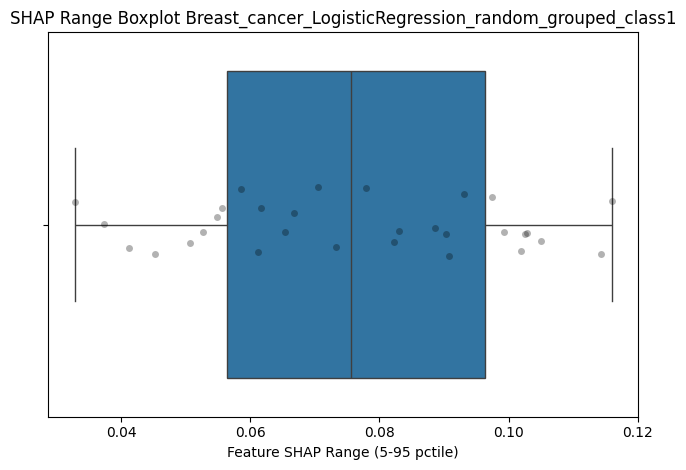 SHAP Range Boxplot Breast_cancer_LogisticRegression_random_grouped_class1
0.04 0.06 0.08 0.10 0.12
Feature SHAP Range (5-95 pctile)